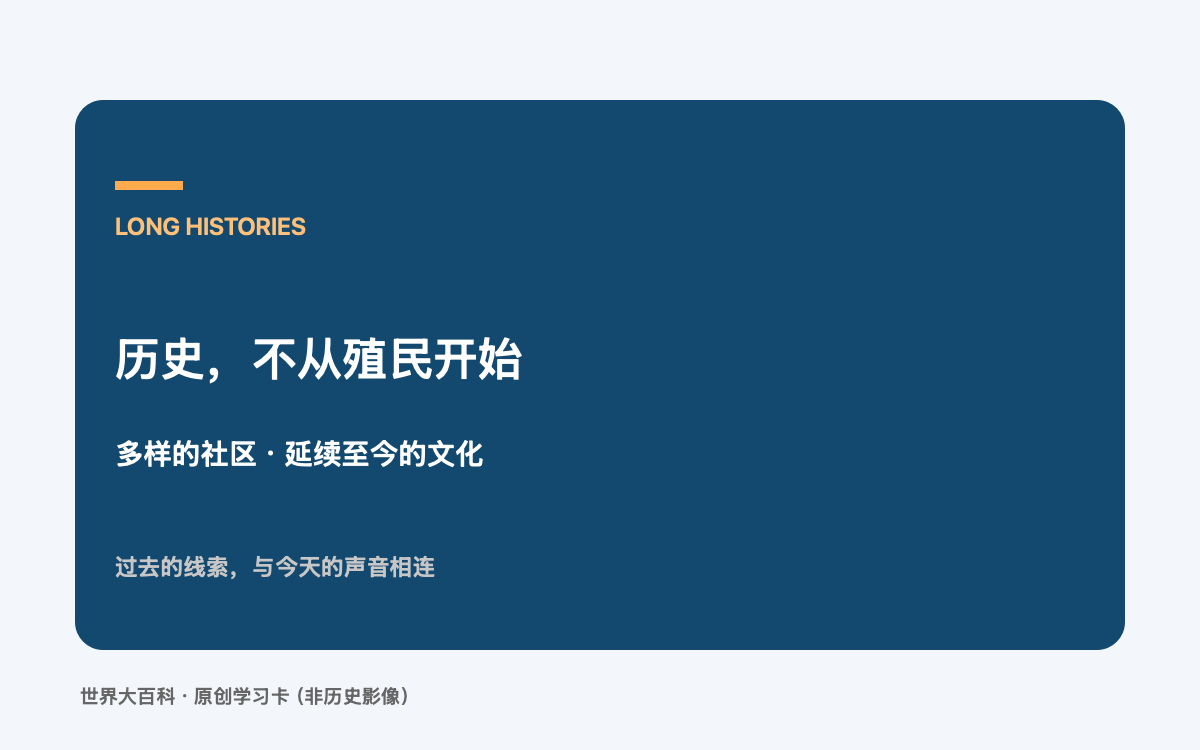 LONG HISTORIES
历史，不从殖民开始
多样的社区 · 延续至今的文化
过去的线索，与今天的声音相连
世界大百科 · 原创学习卡 (非历史影像)